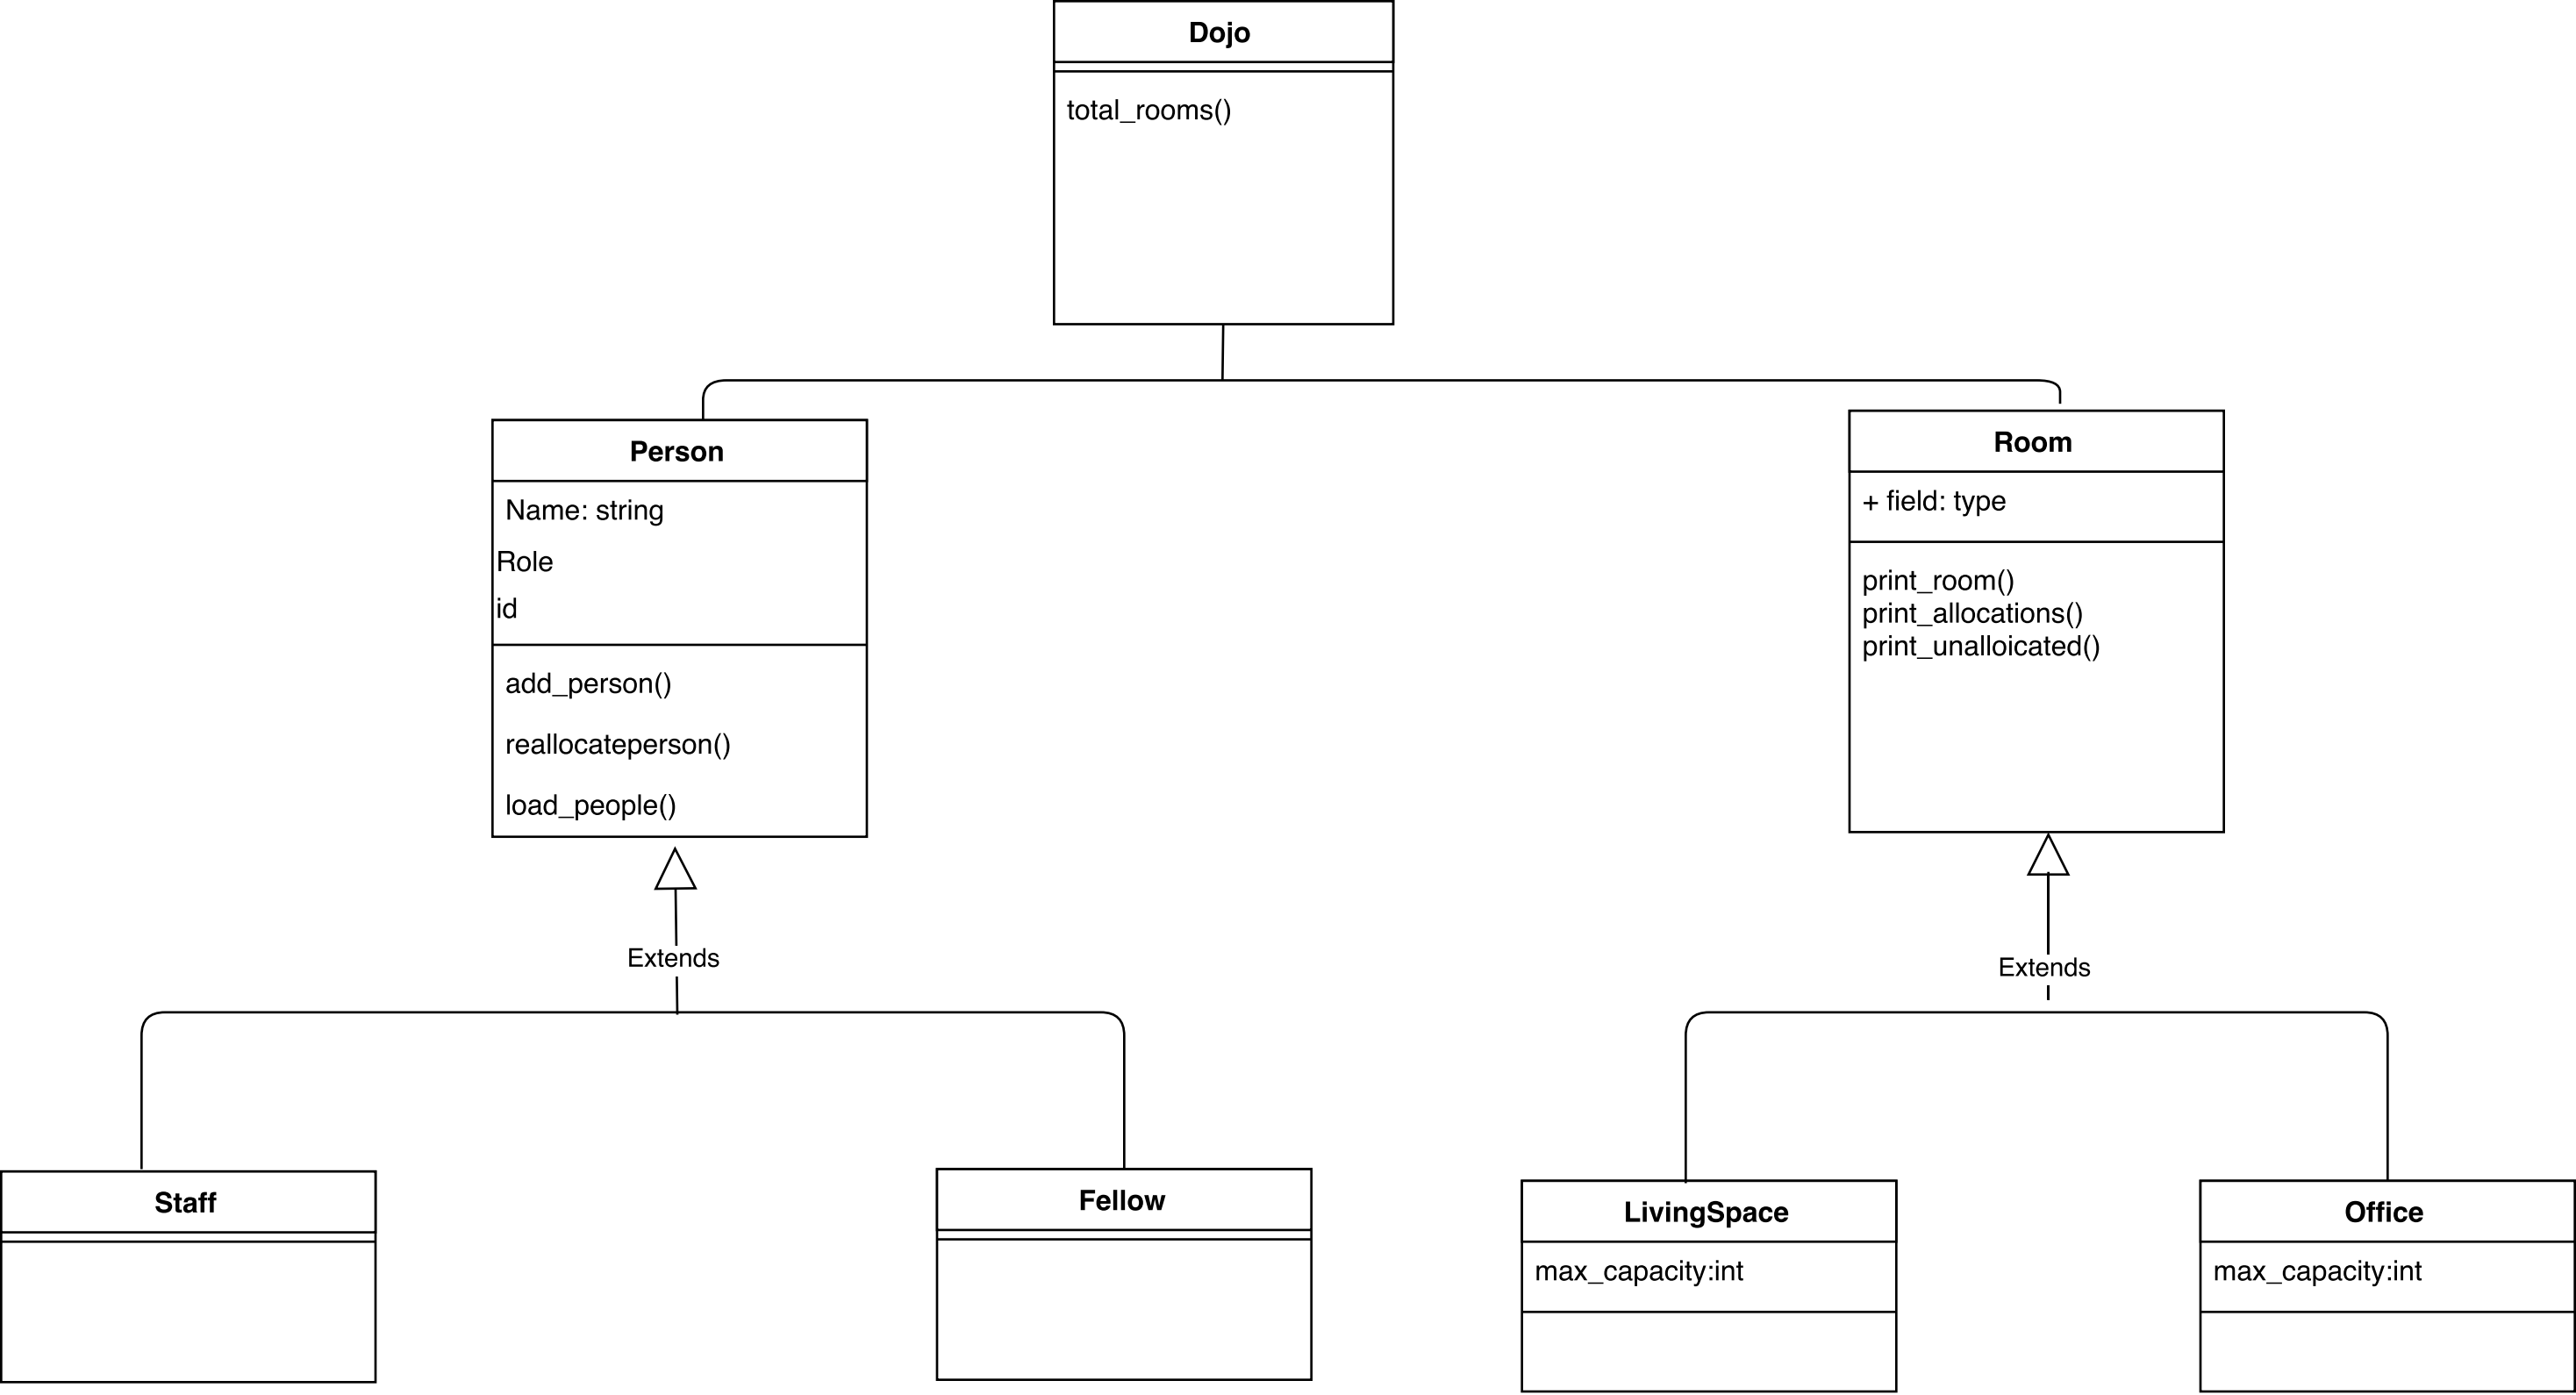 Dojo
total_rooms()
Person
Name: string
Role
id
add_person()
reallocateperson()
load_people()
Room
+ field: type
print_room()
print_allocations()
print_unalloicated()
Extends
Extends
Staff
Fellow
LivingSpace
max_capacity:int
Office
max_capacity:int